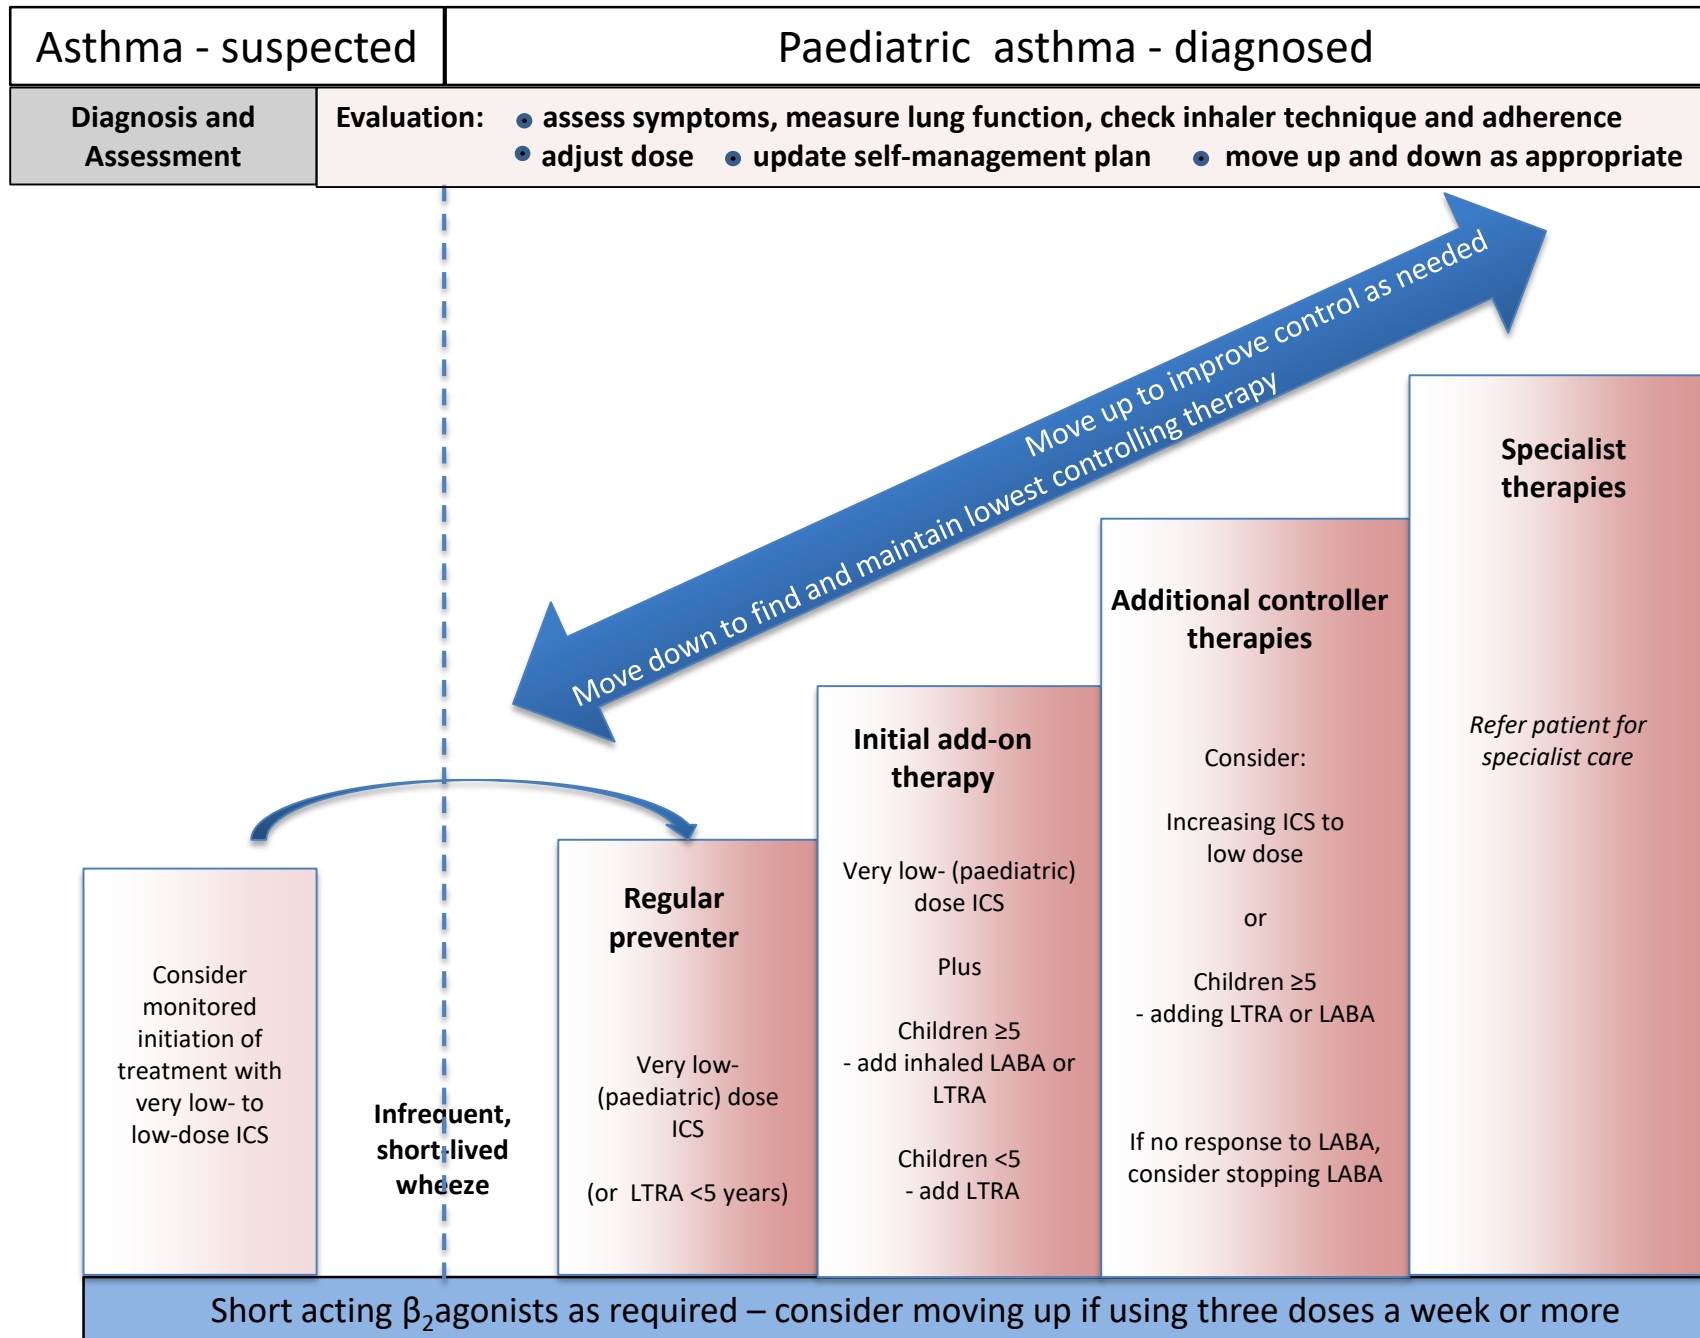 Asthma - suspected
Paediatric  asthma - diagnosed
Diagnosis and
Assessment
Evaluation: • assess symptoms, measure lung function, check inhaler technique and adherence
• adjust dose • update self-management plan • move up and down as appropriate
Move up to improve control as needed
Move down to find and maintain lowest controlling therapy
Consider
monitored
initiation of
treatment with
very low- to
low-dose ICS
Infrequent,
short-lived
wheeze
Regular
preventer
Very low-
(paediatric) dose
ICS
(or  LTRA <5 years)
Initial add-on
therapy
Very low- (paediatric)
dose ICS
Plus
Children ≥5
- add inhaled LABA or
LTRA
Children <5
- add LTRA
Additional controller
therapies
Consider:
Increasing ICS to
low dose
or
Children ≥5
- adding LTRA or LABA
If no response to LABA,
consider stopping LABA
Specialist
therapies
Refer patient for
specialist care
Short acting β₂agonists as required – consider moving up if using three doses a week or more